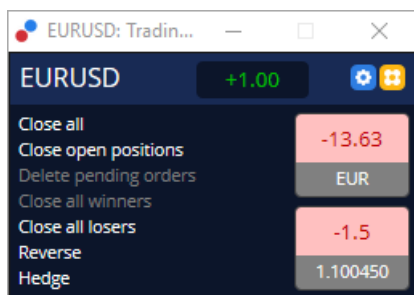 EURUSD: Tradin...
EURUSD
+1.00
Close all
Close open positions
Delete pending orders
Close all winners
Close all losers
Reverse
Hedge
-13.63
EUR
-1.5
1.100450